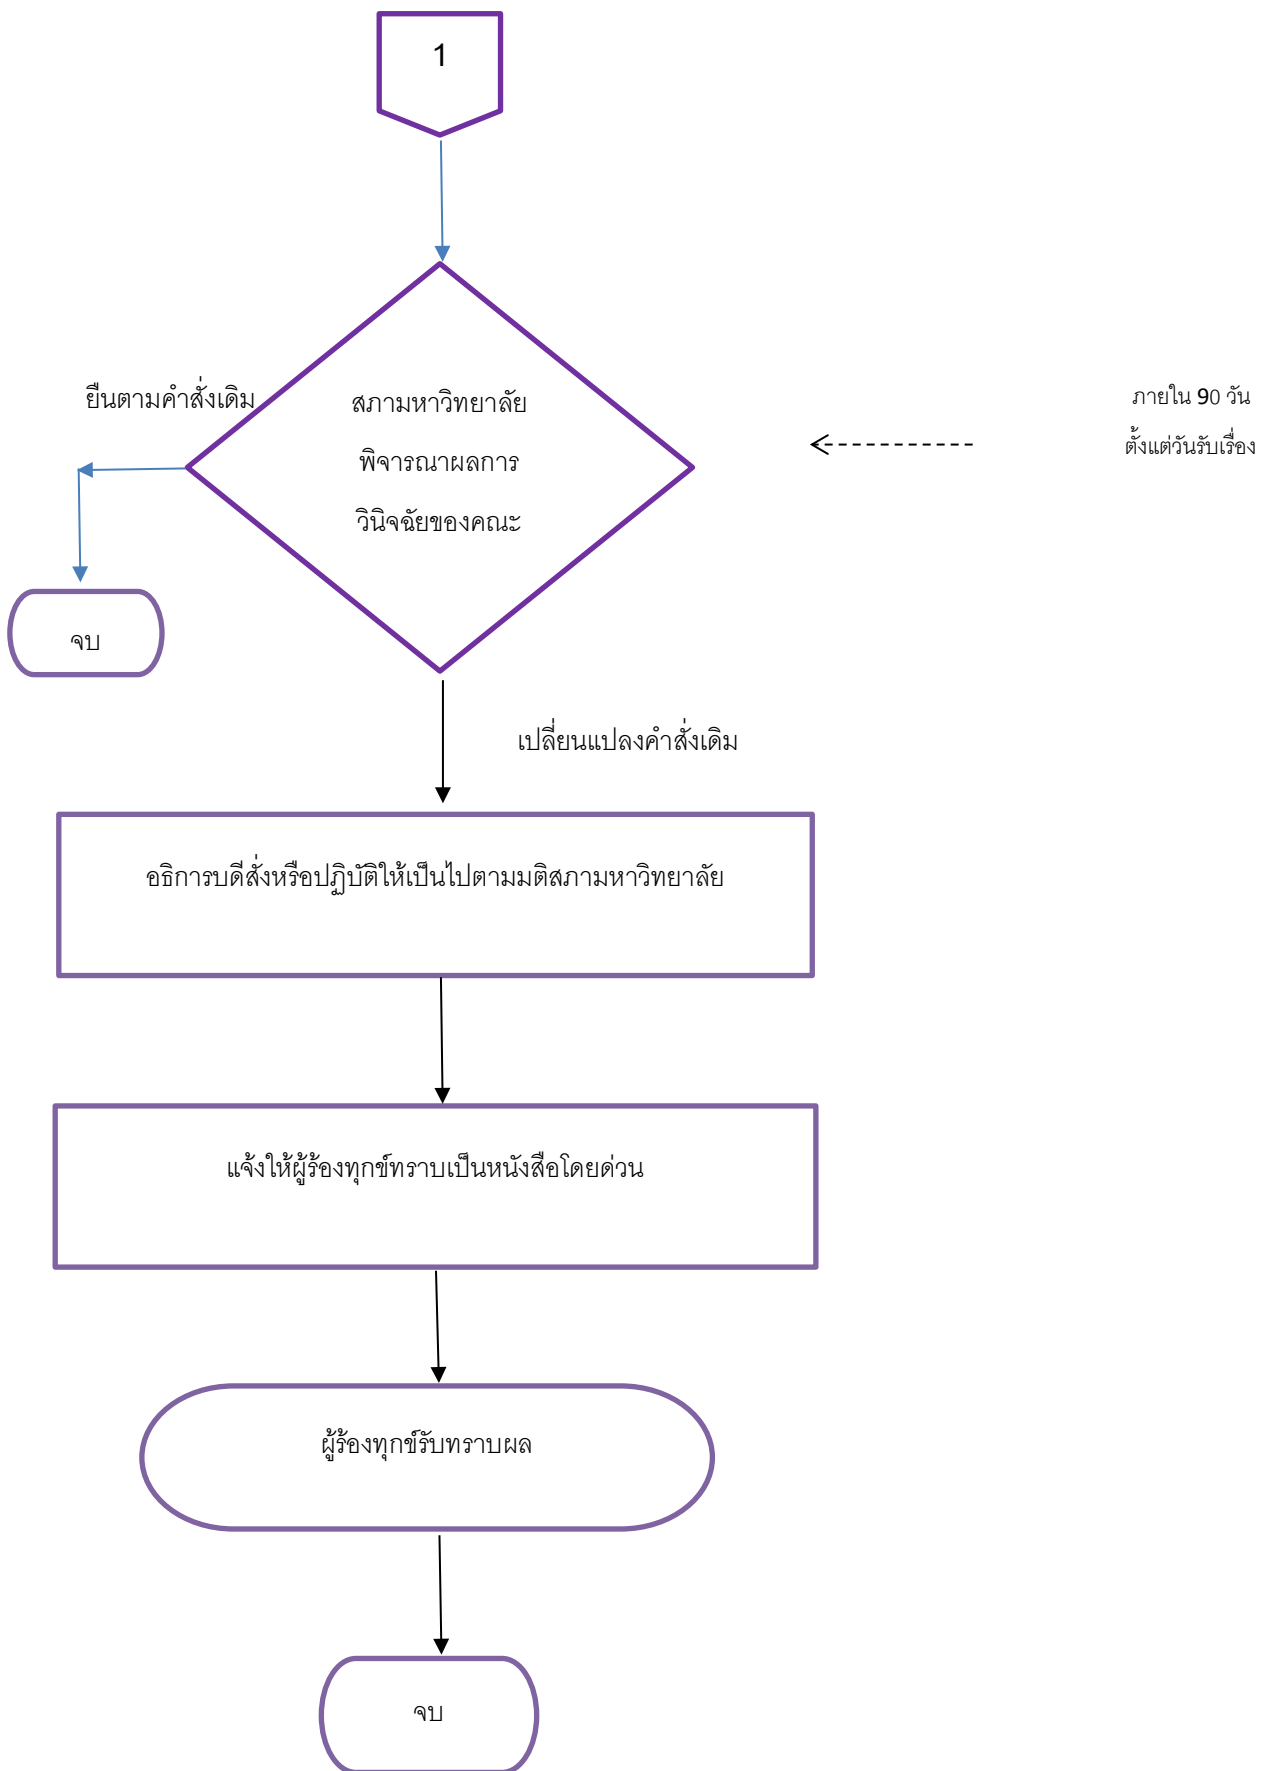 1
ยืนตามคำสั่งเดิม
สภามหาวิทยาลัย
พิจารณาผลการ
วินิจฉัยของคณะ
ภายใน 90 วัน
ตั้งแต่วันรับเรื่อง
จบ
เปลี่ยนแปลงคำสั่งเดิม
อธิการบดีสั่งหรือปฏิบัติให้เป็นไปตามมติสภามหาวิทยาลัย
แจ้งให้ผู้ร้องทุกข์ทราบเป็นหนังสือโดยด่วน
ผู้ร้องทุกข์รับทราบผล
จบ